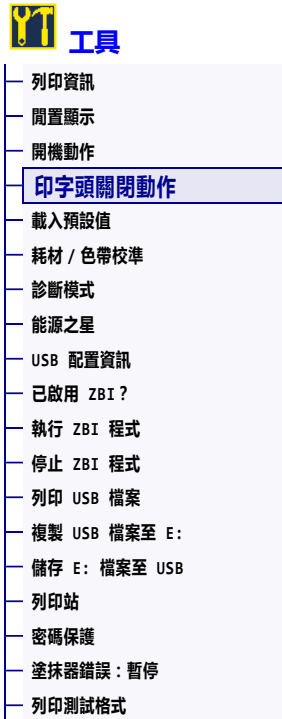 工具
列印資訊
閒置顯示
開機動作
印字頭關閉動作
載入預設值
耗材 / 色帶校準
診斷模式
能源之星
USB 配置資訊
已啟用 ZBI？
執行 ZBI 程式
停止 ZBI 程式
列印 USB 檔案
複製 USB 檔案至 E:
儲存 E: 檔案至 USB
列印站
密碼保護
塗抹器錯誤：暫停
列印測試格式